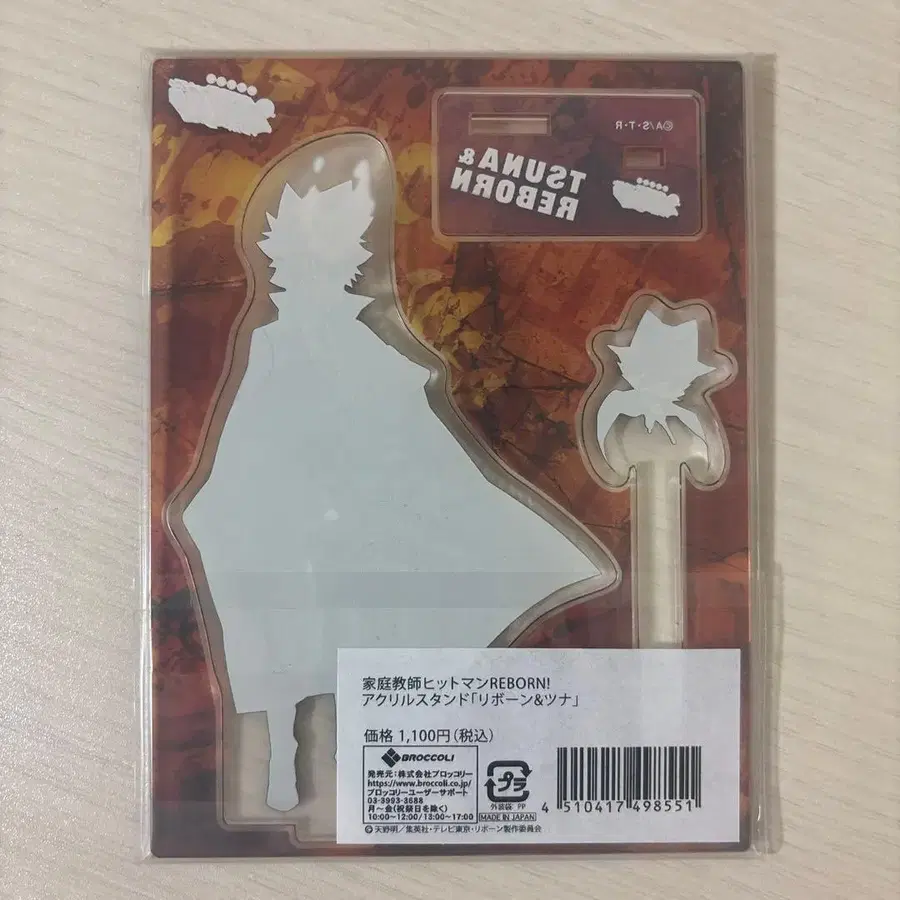 ©A/S・T・R
TSUNA&
REBORN
家庭教師ヒットマンREBORN!
アクリルスタンド「リボーン&ツナ」
価格 1,100円(税込)
BROCCOLI
発売元:株式会社ブロッコリー
https://www.broccoli.co.jp/
ブロッコリーユーザーサポート
03-3993-3688
月~金(祝祭日を除く)
10:00~12:00/13:00~17:00
プラ
外装袋: PP
MADE IN JAPAN
4 510417 498551
© 天野明/集英社・テレビ東京・リボーン製作委員会